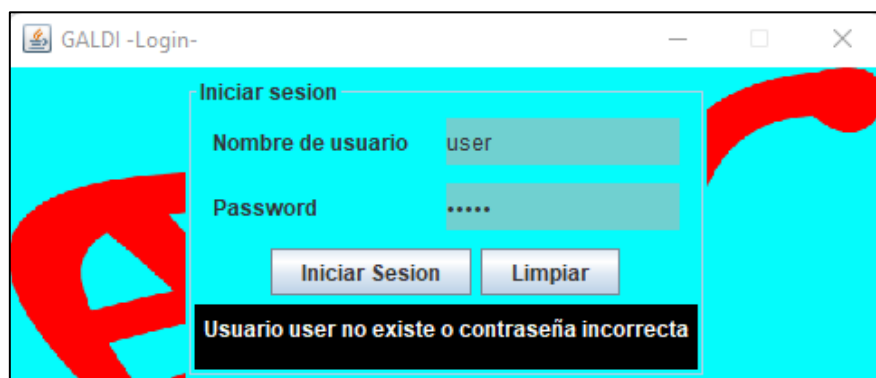 GALDI -Login-
Iniciar sesion
Nombre de usuario user
Password •••••
Iniciar Sesion Limpiar
Usuario user no existe o contraseña incorrecta